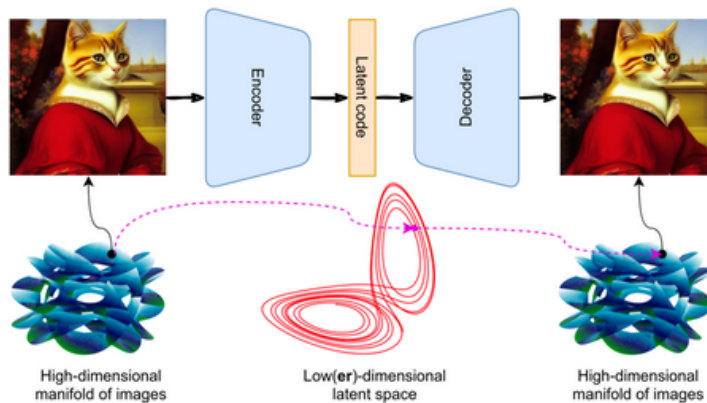 Encoder
Latent code
Decoder
High-dimensional
manifold of images
Low(er)-dimensional
latent space
High-dimensional
manifold of images